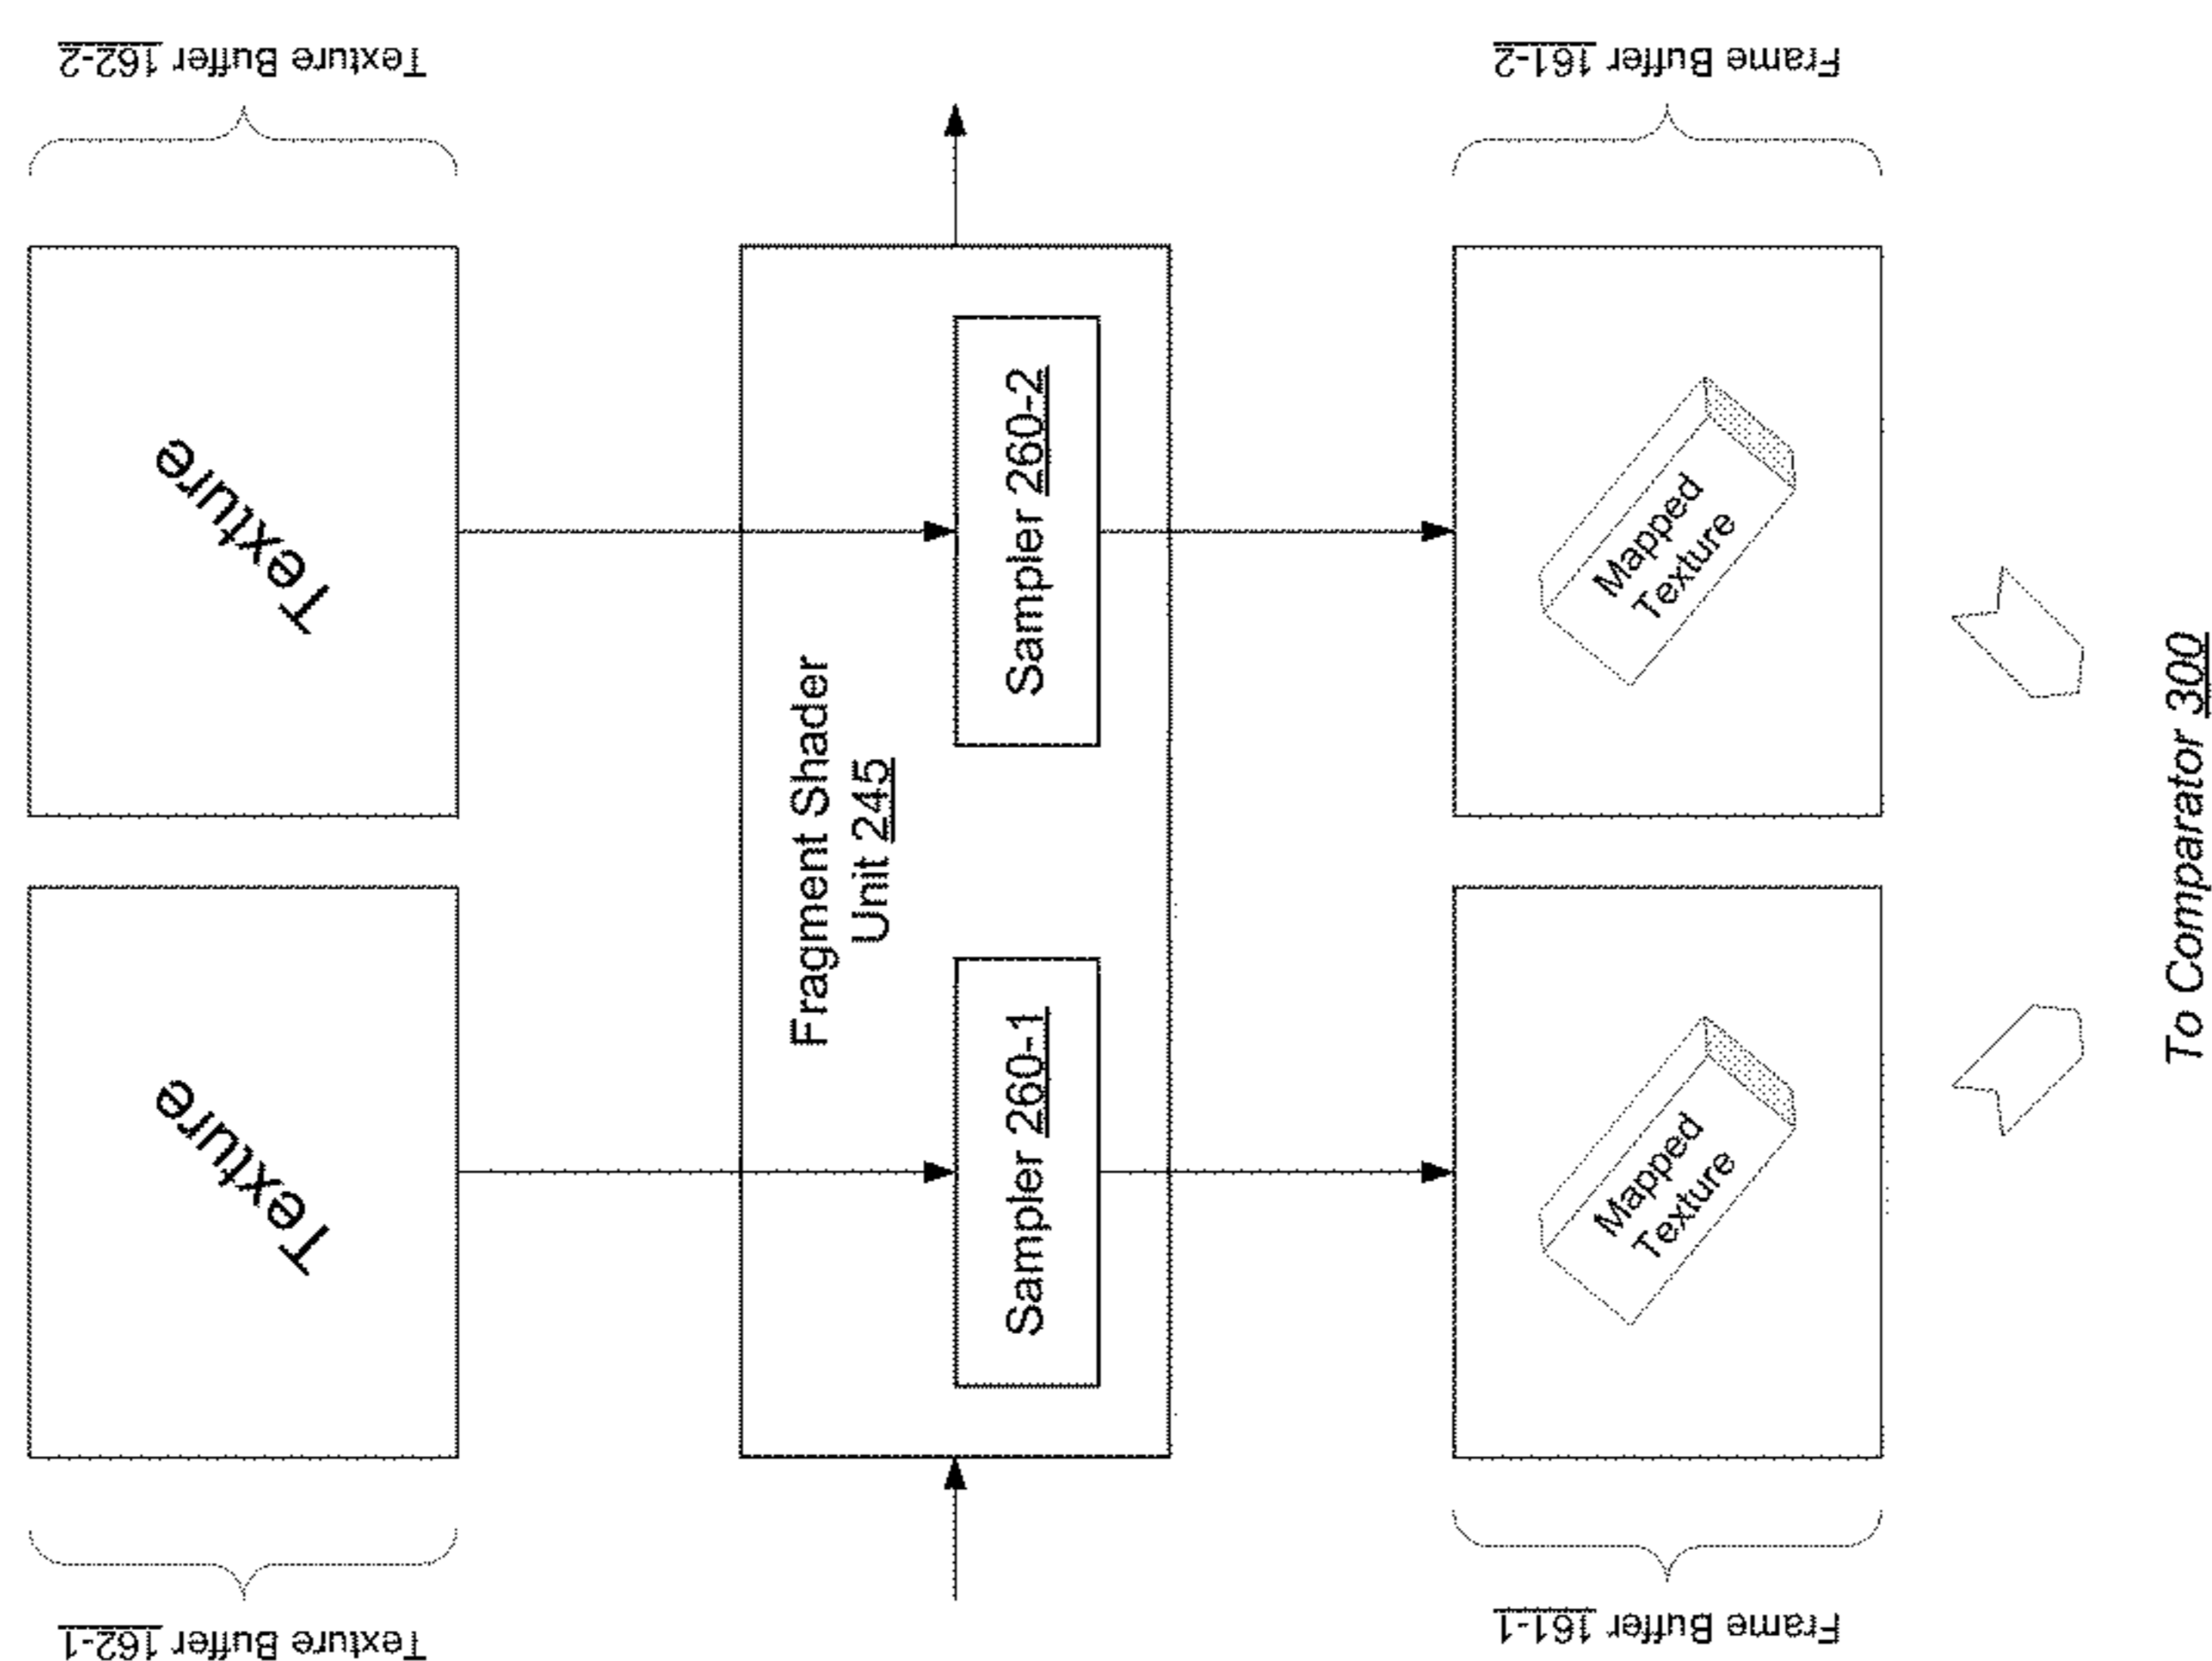 Texture Buffer 162-1
Texture
Texture
Texture Buffer 162-2
Fragment Shader
Unit 245
Sampler 260-1
Sampler 260-2
Frame Buffer 161-1
Mapped
Texture
Mapped
Texture
Frame Buffer 161-2
To Comparator 300